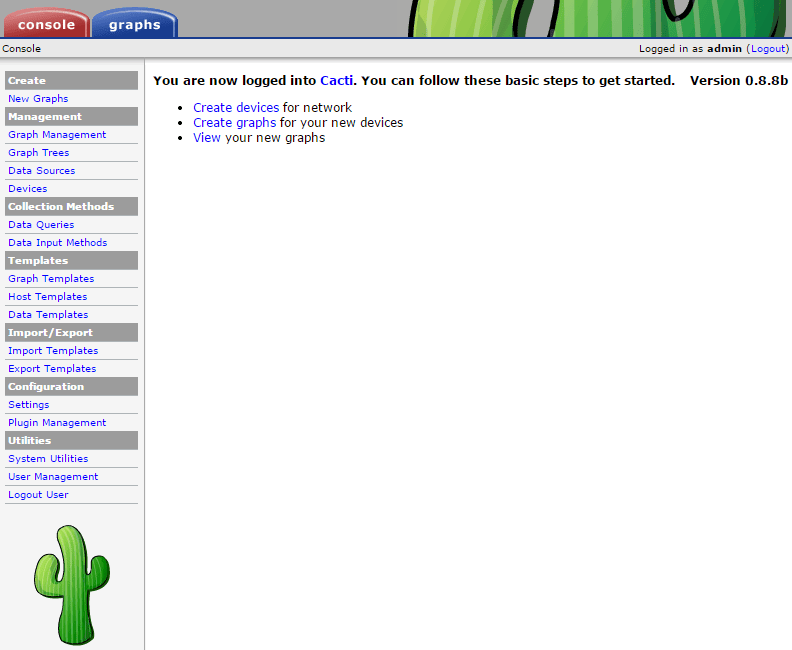 console
graphs
Console
Logged in as admin (Logout)
Create
New Graphs
Management
Graph Management
Graph Trees
Data Sources
Devices
Collection Methods
Data Queries
Data Input Methods
Templates
Graph Templates
Host Templates
Data Templates
Import/Export
Import Templates
Export Templates
Configuration
Settings
Plugin Management
Utilities
System Utilities
User Management
Logout User
You are now logged into Cacti. You can follow these basic steps to get started. Version 0.8.8b
Create devices for network
Create graphs for your new devices
View your new graphs